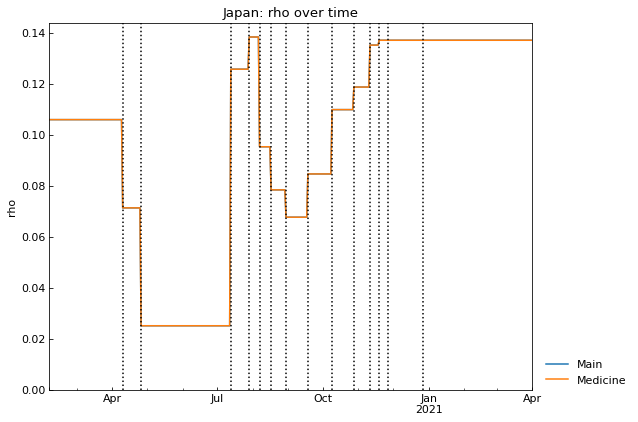 Japan: rho over time
0.14
0.12
0.10
0.08
0.06
0.04
0.02
0.00
rho
Apr
Jul
Oct
Jan
2021
Apr
Main
Medicine